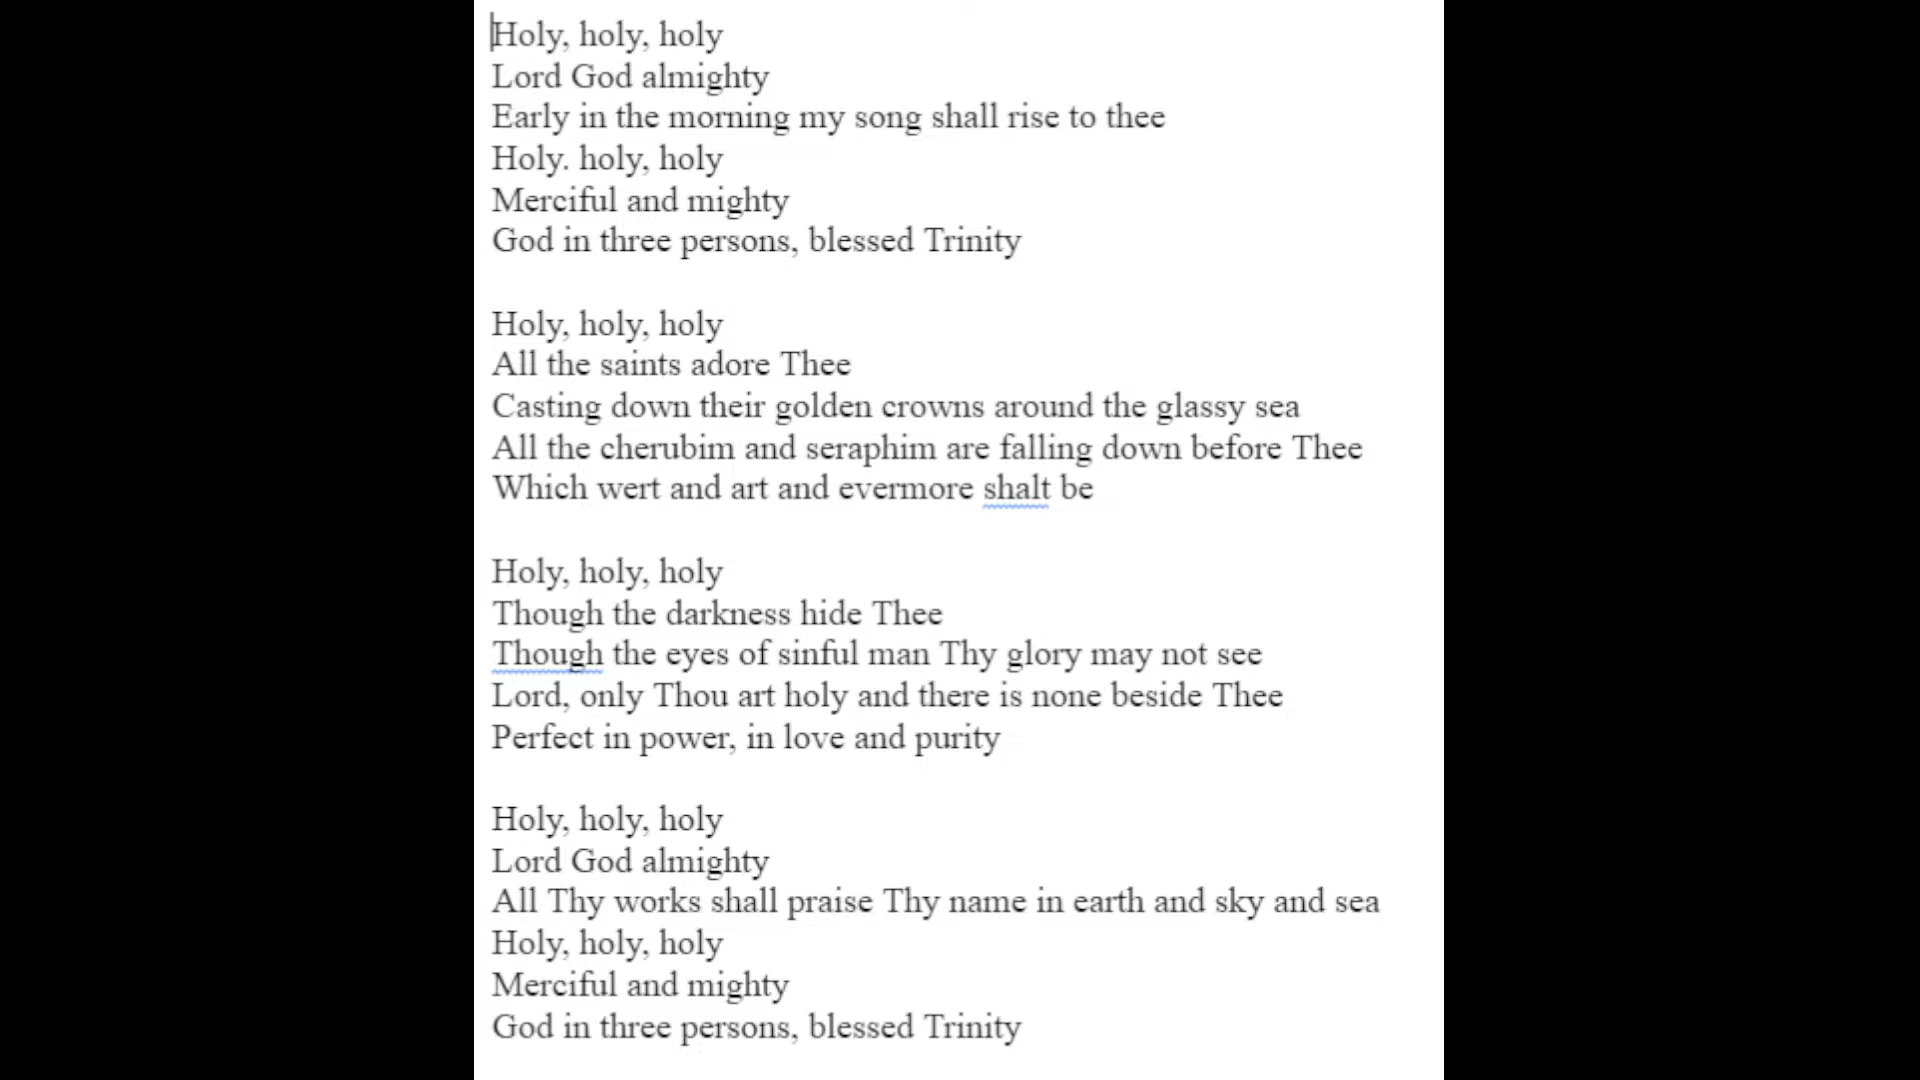 Holy, holy, holy
Lord God almighty
Early in the morning my song shall rise to thee
Holy. holy, holy
Merciful and mighty
God in three persons, blessed Trinity

Holy, holy, holy
All the saints adore Thee
Casting down their golden crowns around the glassy sea
All the cherubim and seraphim are falling down before Thee
Which wert and art and evermore shalt be

Holy, holy, holy
Though the darkness hide Thee
Though the eyes of sinful man Thy glory may not see
Lord, only Thou art holy and there is none beside Thee
Perfect in power, in love and purity

Holy, holy, holy
Lord God almighty
All Thy works shall praise Thy name in earth and sky and sea
Holy, holy, holy
Merciful and mighty
God in three persons, blessed Trinity